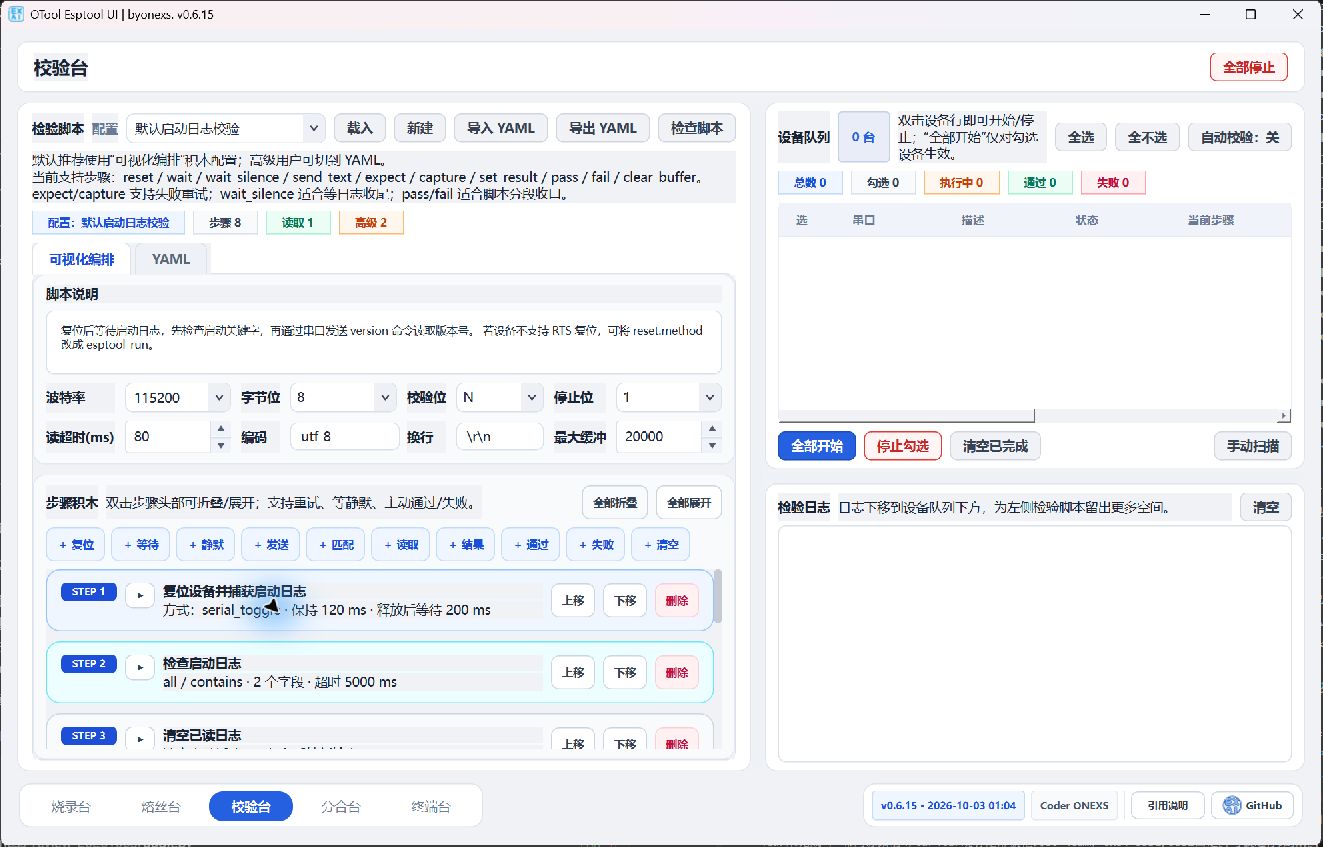 OTool Esptool UI | byonexs. v0.6.15
校验台
全部停止
检验脚本 配置 默认启动日志校验 载入 新建 导入 YAML 导出 YAML 检查脚本
默认推荐使用“可视化编排”积木配置；高级用户可切到 YAML。
当前支持步骤：reset / wait / wait_silence / send_text / expect / capture / set_result / pass / fail / clear_buffer。
expect/capture 支持失败重试；wait_silence 适合等日志收尾；pass/fail 适合脚本分段收口。
配置：默认启动日志校验 步骤 8 读取 1 高级 2
可视化编排 YAML
脚本说明
复位后等待启动日志，先检查启动关键字，再通过串口发送 version 命令读取版本号。 若设备不支持 RTS 复位，可将 reset.method
改成 esptool_run。
波特率 115200 字节位 8 校验位 N 停止位 1
读超时(ms) 80 编码 utf 8 换行 \r\n 最大缓冲 20000
步骤积木 双击步骤头部可折叠/展开；支持重试、等静默、主动通过/失败。 全部折叠 全部展开
+ 复位 + 等待 + 静默 + 发送 + 匹配 + 读取 + 结果 + 通过 + 失败 + 清空
STEP 1 复位设备并捕获启动日志 上移 下移 删除
方式：serial_toggle · 保持 120 ms · 释放后等待 200 ms
STEP 2 检查启动日志 上移 下移 删除
all / contains · 2 个字段 · 超时 5000 ms
STEP 3 清空已读日志 上移 下移 删除
设备队列 0 台
双击设备行即可开始/停
止；“全部开始”仅对勾选
设备生效。
全选 全不选 自动校验：关
总数 0 勾选 0 执行中 0 通过 0 失败 0
选 串口 描述 状态 当前步骤
全部开始 停止勾选 清空已完成 手动扫描
检验日志 日志下移到设备队列下方，为左侧检验脚本留出更多空间。 清空
烧录台 熔丝台 校验台 分合台 终端台
v0.6.15 - 2026-10-03 01:04 Coder ONEXS 引用说明 GitHub